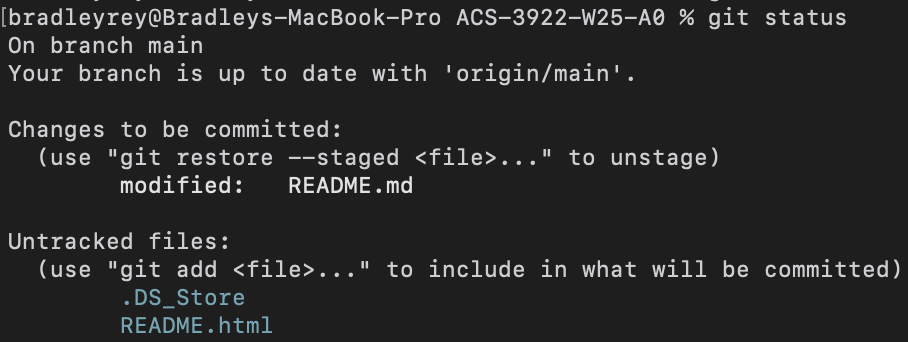 [bradleyrey@Bradleys-MacBook-Pro ACS-3922-W25-A0 % git status
On branch main
Your branch is up to date with 'origin/main'.
Changes to be committed:
(use "git restore --staged <file>..." to unstage)
modified: README.md
Untracked files:
(use "git add <file>..." to include in what will be committed)
.DS_Store
README.html